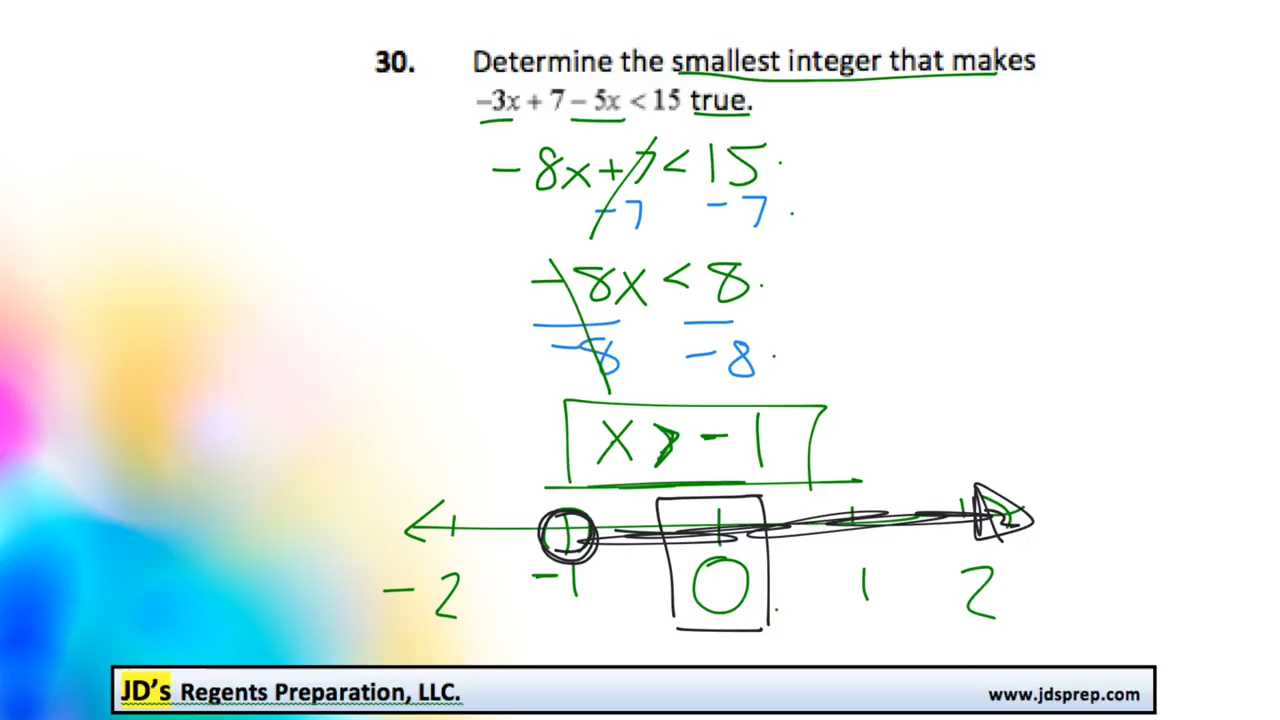 30. Determine the smallest integer that makes
−3x + 7 − 5x < 15 true.
−8x+7<15
−7 −7
−8x<8
−8 −8
x > −1
−2 −1 0 1 2
JD's Regents Preparation, LLC. www.jdsprep.com